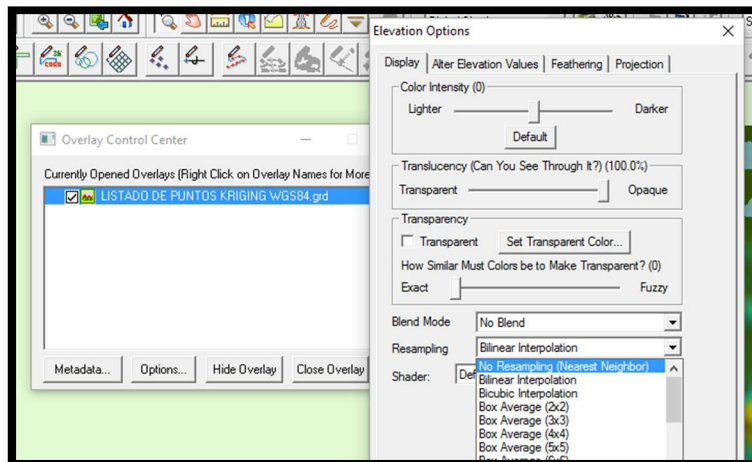 Elevation Options
Display
Alter Elevation Values
Feathering
Projection
Color Intensity (0)
Lighter
Darker
Default
Translucency (Can You See Through It?) (100.0%)
Transparent
Opaque
Transparency
Transparent
Set Transparent Color...
How Similar Must Colors be to Make Transparent? (0)
Exact
Fuzzy
Blend Mode
No Blend
Resampling
Bilinear Interpolation
Shader:
No Resampling (Nearest Neighbor)
Bilinear Interpolation
Bicubic Interpolation
Box Average (2x2)
Box Average (3x3)
Box Average (4x4)
Box Average (5x5)
Overlay Control Center
Currently Opened Overlays (Right Click on Overlay Names for More
LISTADO DE PUNTOS KRIGING WGS84.grd
Metadata...
Options...
Hide Overlay
Close Overlay